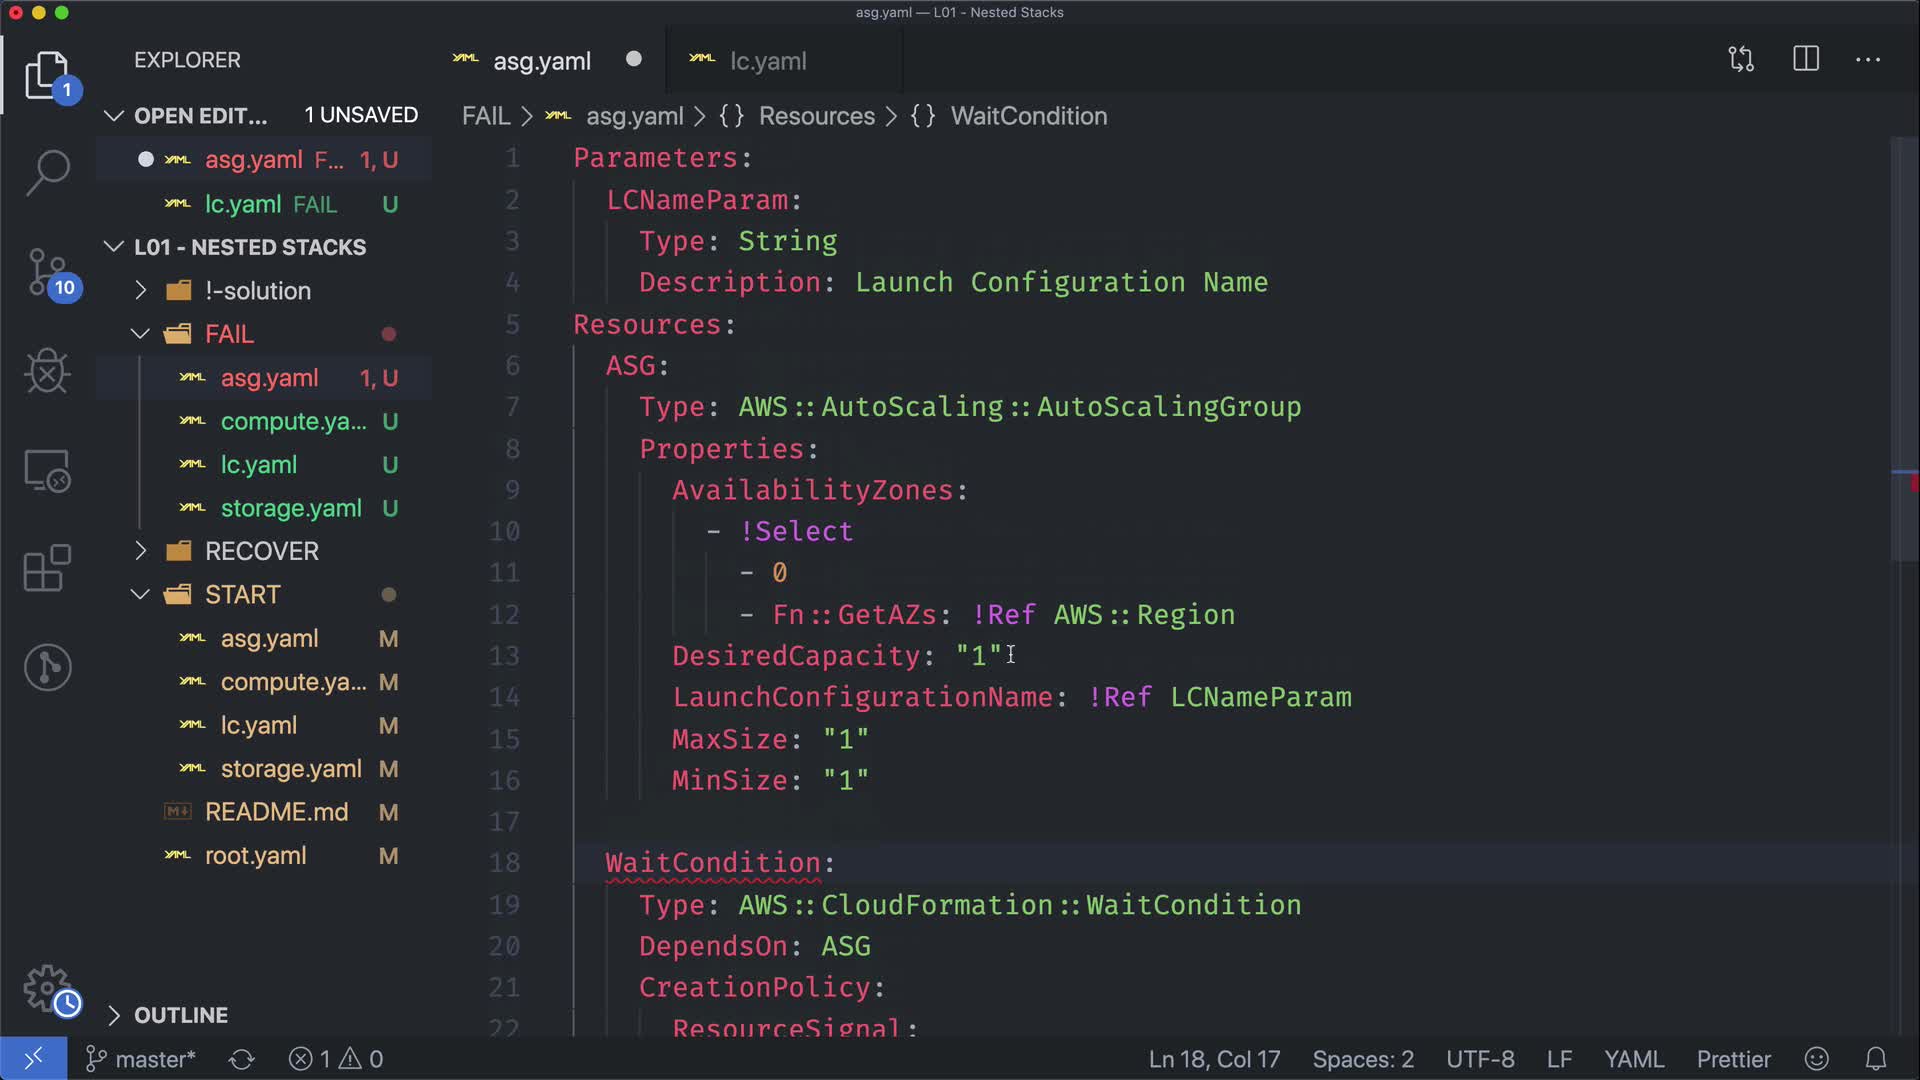 asg.yaml — L01 - Nested Stacks
EXPLORER
asg.yaml
lc.yaml
1
OPEN EDIT... 1 UNSAVED
FAIL > asg.yaml > {} Resources > {} WaitCondition
asg.yaml F... 1, U
lc.yaml FAIL U
L01 - NESTED STACKS
!-solution
10
FAIL
asg.yaml 1, U
compute.ya... U
lc.yaml U
storage.yaml U
RECOVER
START
asg.yaml M
compute.ya... M
lc.yaml M
storage.yaml M
README.md M
root.yaml M
OUTLINE
1 Parameters:
2 LCNameParam:
3 Type: String
4 Description: Launch Configuration Name
5 Resources:
6 ASG:
7 Type: AWS::AutoScaling::AutoScalingGroup
8 Properties:
9 AvailabilityZones:
10 - !Select
11 - 0
12 - Fn::GetAZs: !Ref AWS::Region
13 DesiredCapacity: "1"
14 LaunchConfigurationName: !Ref LCNameParam
15 MaxSize: "1"
16 MinSize: "1"
17
18 WaitCondition:
19 Type: AWS::CloudFormation::WaitCondition
20 DependsOn: ASG
21 CreationPolicy:
22 ResourceSignal:
master* 1 0 Ln 18, Col 17 Spaces: 2 UTF-8 LF YAML Prettier